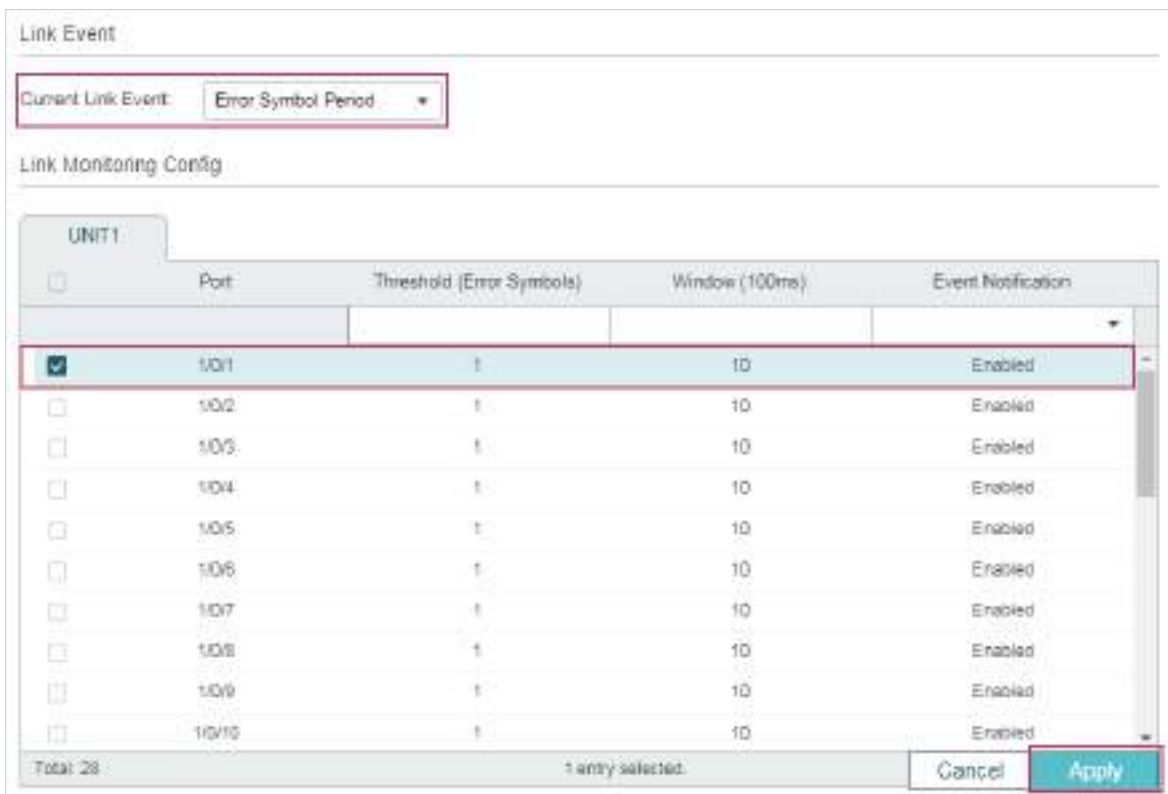 Link Event
Current Link Event: Error Symbol Period
Link Monitoring Config
UNIT1
Port Threshold (Error Symbols) Window (100ms) Event Notification
1/0/1 1 10 Enabled
1/0/2 1 10 Enabled
1/0/3 1 10 Enabled
1/0/4 1 10 Enabled
1/0/5 1 10 Enabled
1/0/6 1 10 Enabled
1/0/7 1 10 Enabled
1/0/8 1 10 Enabled
1/0/9 1 10 Enabled
1/0/10 1 10 Enabled
Total: 28 1 entry selected. Cancel Apply